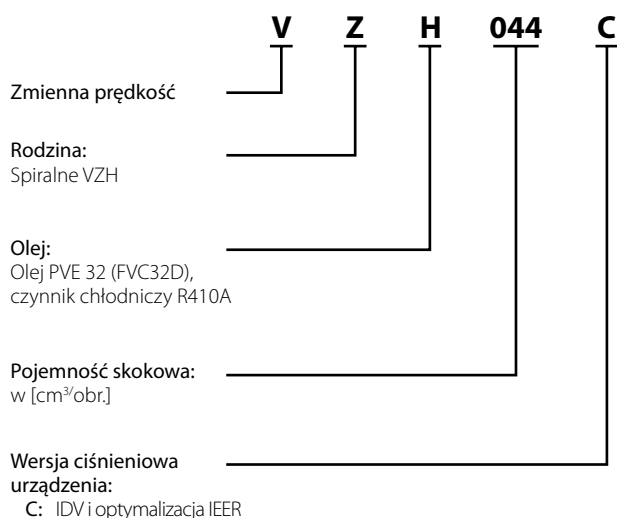 V Z H 044 C
Zmienna prędkość
Rodzina:
Spiralne VZH
Olej:
Olej PVE 32 (FVC32D),
czynnik chłodniczy R410A
Pojemność skokowa:
w [cm³/obr.]
Wersja ciśnieniowa
urządzenia:
C: IDV i optymalizacja IEER